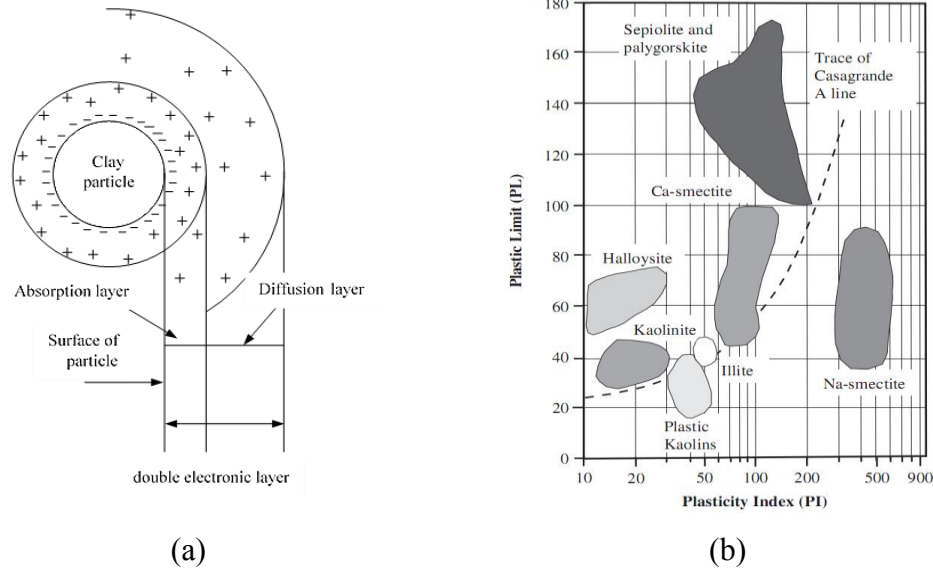 Clay
particle
Absorption layer
Diffusion layer
Surface of
particle
double electronic layer
(a)
180
160
140
120
100
80
60
40
20
0
Plastic Limit (PL)
Sepiolite and
palygorskite
Trace of
Casagrande
A line
Ca-smectite
Halloysite
Kaolinite
Illite
Na-smectite
Plastic
Kaolins
10 20 50 100 200 500 900
Plasticity Index (PI)
(b)